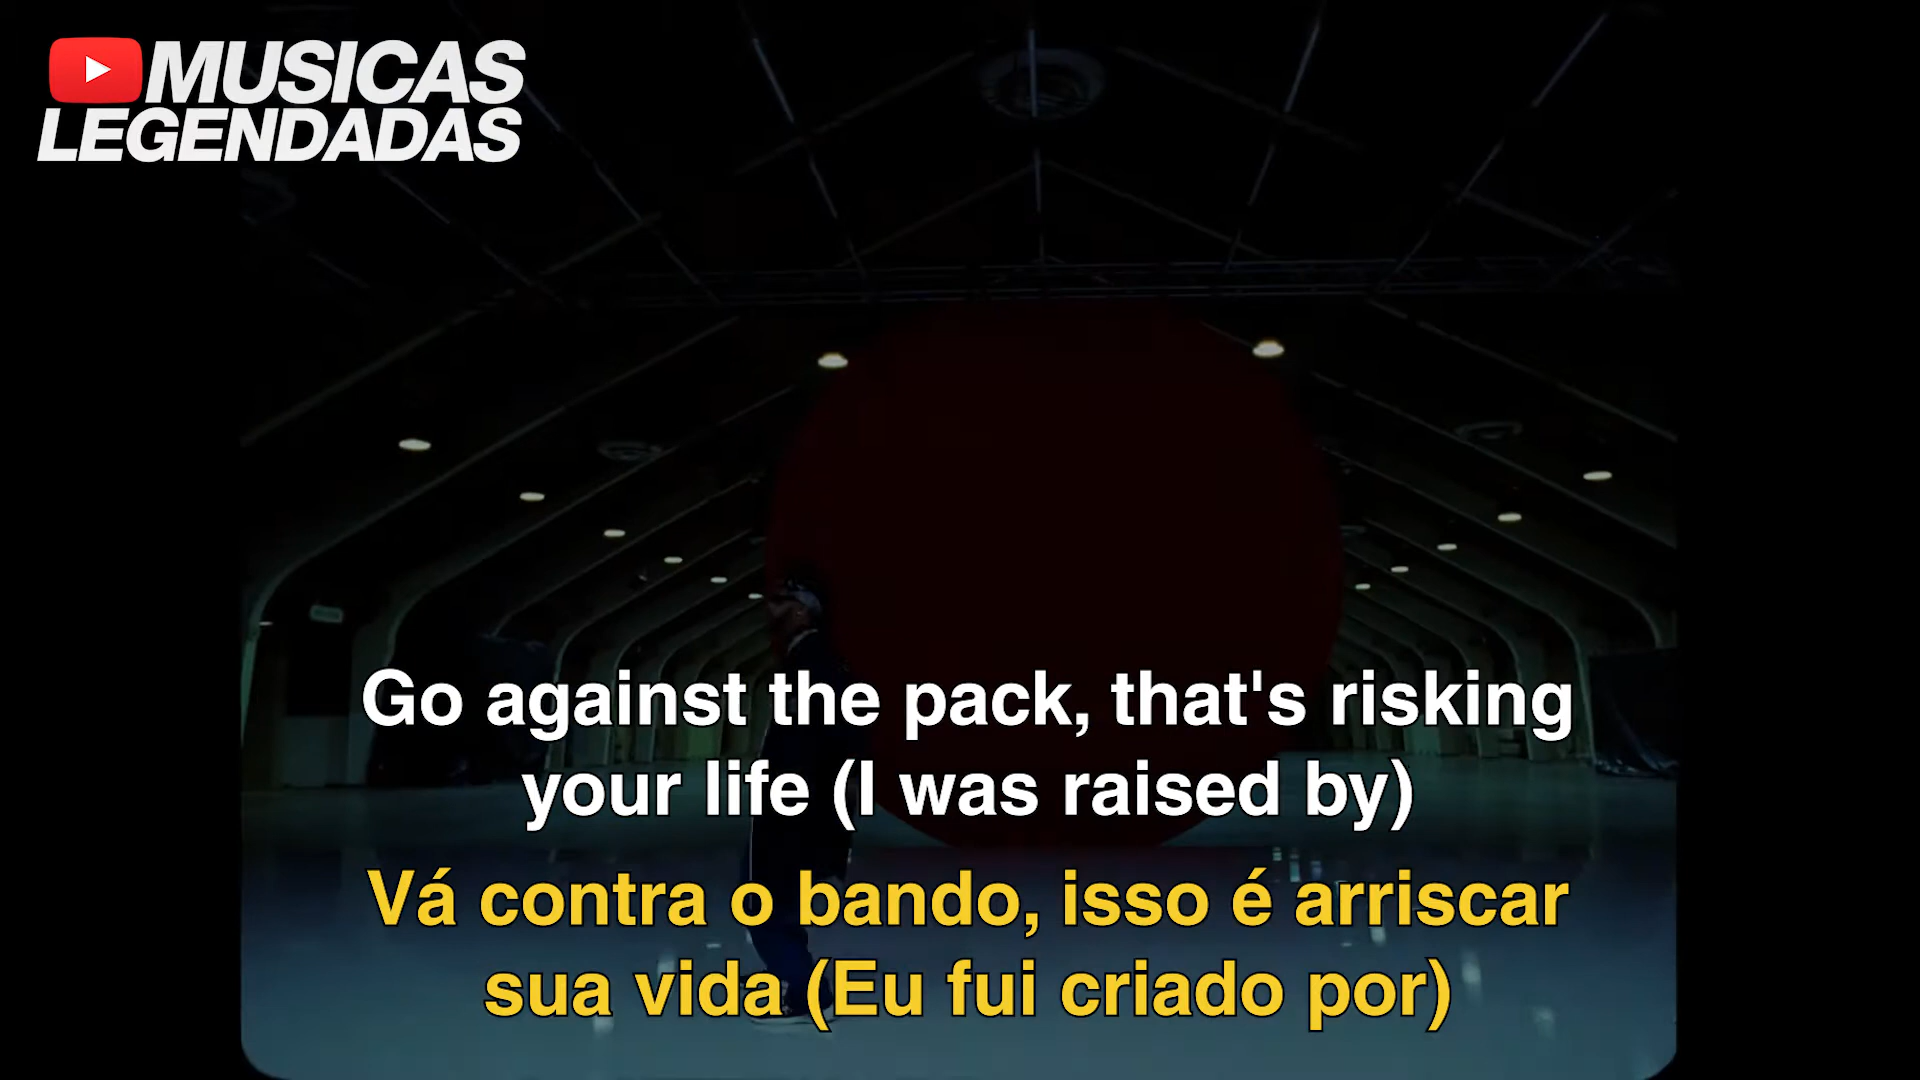 MUSICAS
LEGENDADAS
Go against the pack, that's risking
your life (I was raised by)
Vá contra o bando, isso é arriscar
sua vida (Eu fui criado por)